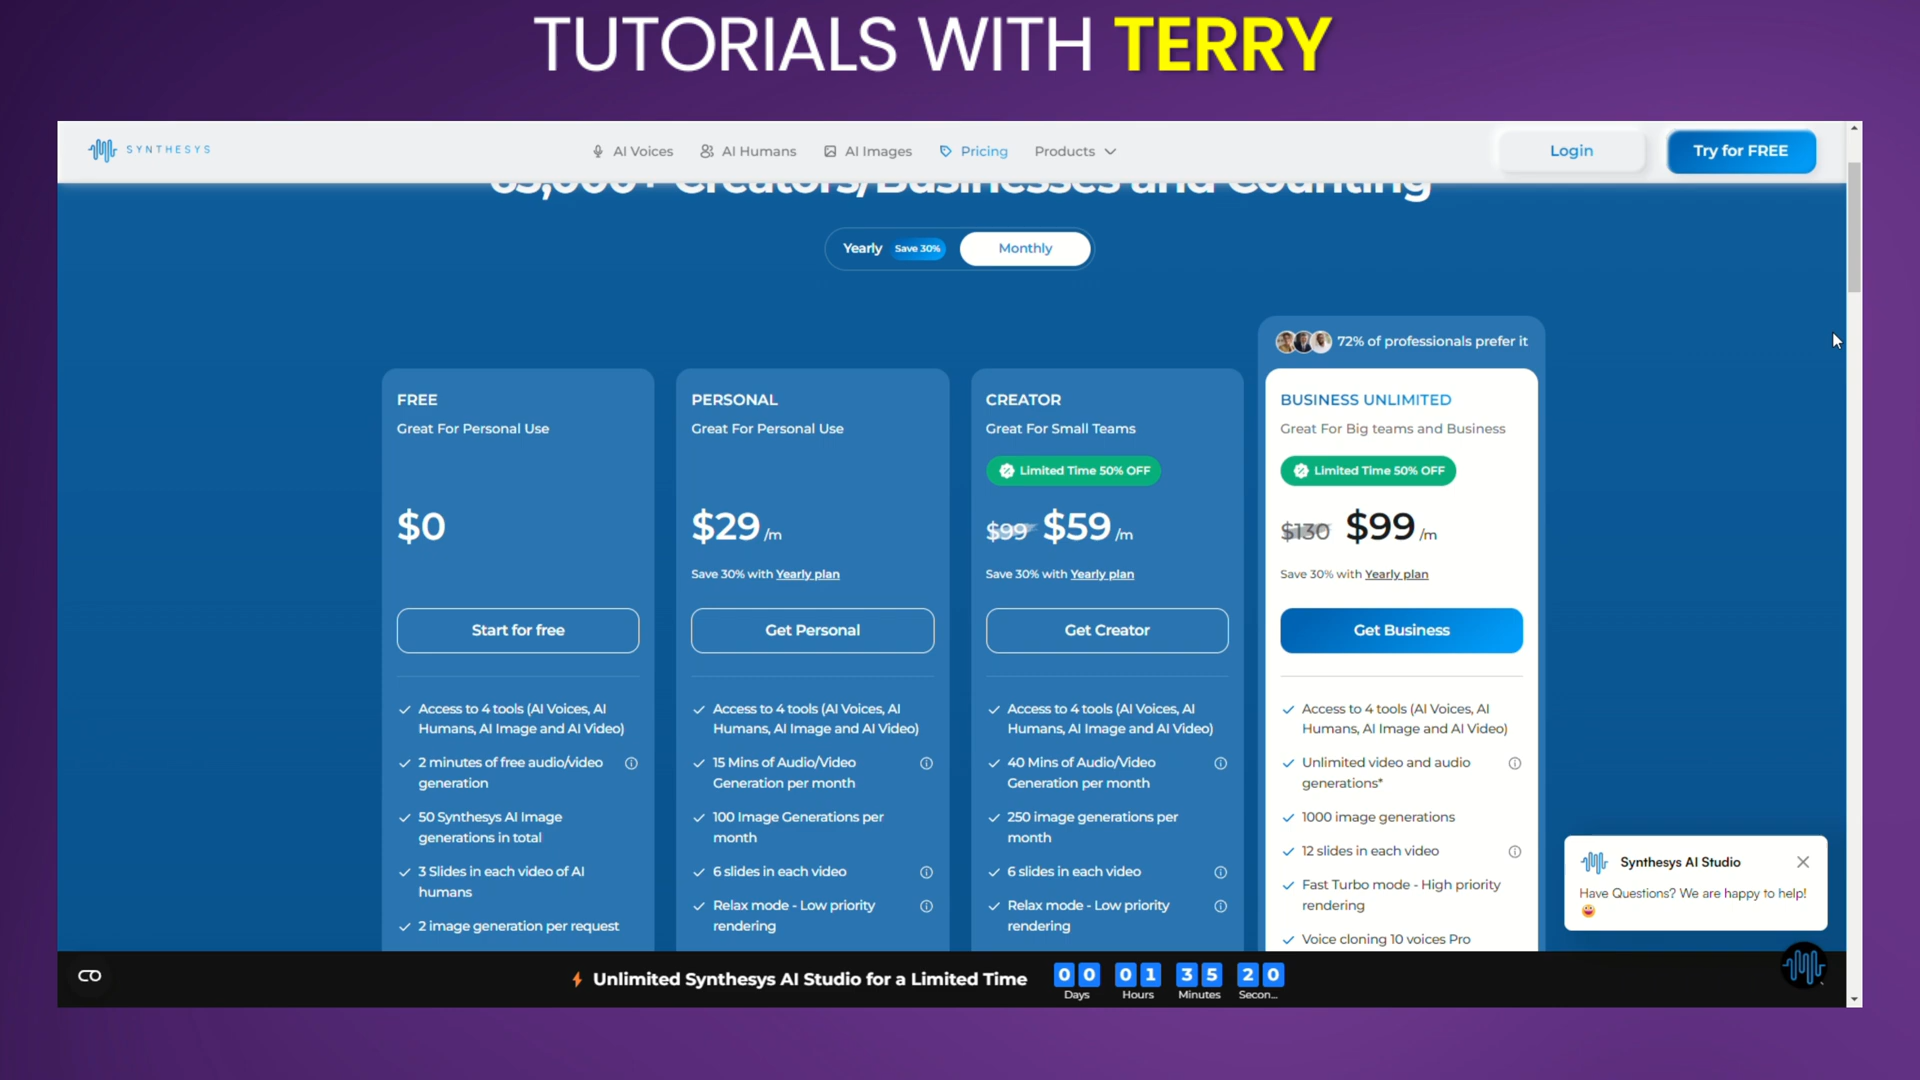 TUTORIALS WITH TERRY
SYNTHESYS
AI Voices
AI Humans
AI Images
Pricing
Products
Login
Try for FREE
Creators/Businesses and Counting
Yearly
Save 30%
Monthly
72% of professionals prefer it
FREE
Great For Personal Use
$0
Start for free
Access to 4 tools (AI Voices, AI
Humans, AI Image and AI Video)
2 minutes of free audio/video
generation
50 Synthesys AI Image
generations in total
3 Slides in each video of AI
humans
2 image generation per request
PERSONAL
Great For Personal Use
$29 /m
Save 30% with Yearly plan
Get Personal
Access to 4 tools (AI Voices, AI
Humans, AI Image and AI Video)
15 Mins of Audio/Video
Generation per month
100 Image Generations per
month
6 slides in each video
Relax mode - Low priority
rendering
CREATOR
Great For Small Teams
Limited Time 50% OFF
$99 $59 /m
Save 30% with Yearly plan
Get Creator
Access to 4 tools (AI Voices, AI
Humans, AI Image and AI Video)
40 Mins of Audio/Video
Generation per month
250 image generations per
month
6 slides in each video
Relax mode - Low priority
rendering
BUSINESS UNLIMITED
Great For Big teams and Business
Limited Time 50% OFF
$130 $99 /m
Save 30% with Yearly plan
Get Business
Access to 4 tools (AI Voices, AI
Humans, AI Image and AI Video)
Unlimited video and audio
generations*
1000 image generations
12 slides in each video
Fast Turbo mode - High priority
rendering
Voice cloning 10 voices Pro
Synthesys AI Studio
Have Questions? We are happy to help!
😀
Unlimited Synthesys AI Studio for a Limited Time
00 01 35 20
Days Hours Minutes Secon...